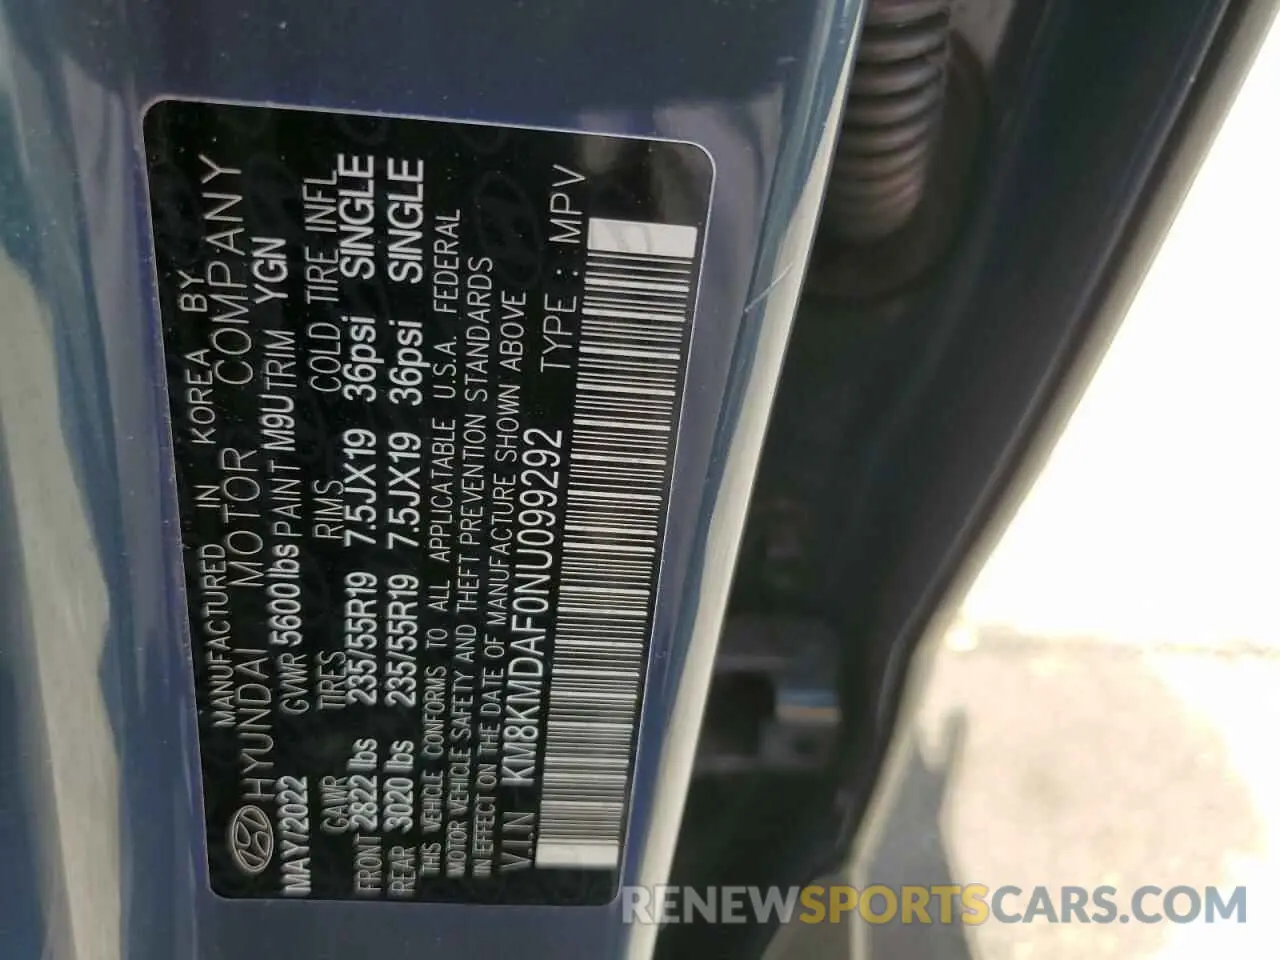 MANUFACTURED IN KOREA BY
HYUNDAI MOTOR COMPANY
MAY/2022 GVWR 5600lbs PAINT M9U TRIM YGN
GAWR TIRES RIMS COLD TIRE INFL
FRONT 2822 lbs 235/55R19 7.5JX19 36psi SINGLE
REAR 3020 lbs 235/55R19 7.5JX19 36psi SINGLE
THIS VEHICLE CONFORMS TO ALL APPLICATABLE U.S.A. FEDERAL
MOTOR VEHICLE SAFETY AND THEFT PREVENTION STANDARDS
IN EFFECT ON THE DATE OF MANUFACTURE SHOWN ABOVE
V.I.N KM8KMDAF0NU099292 TYPE : MPV
RENEWSPORTSCARS.COM